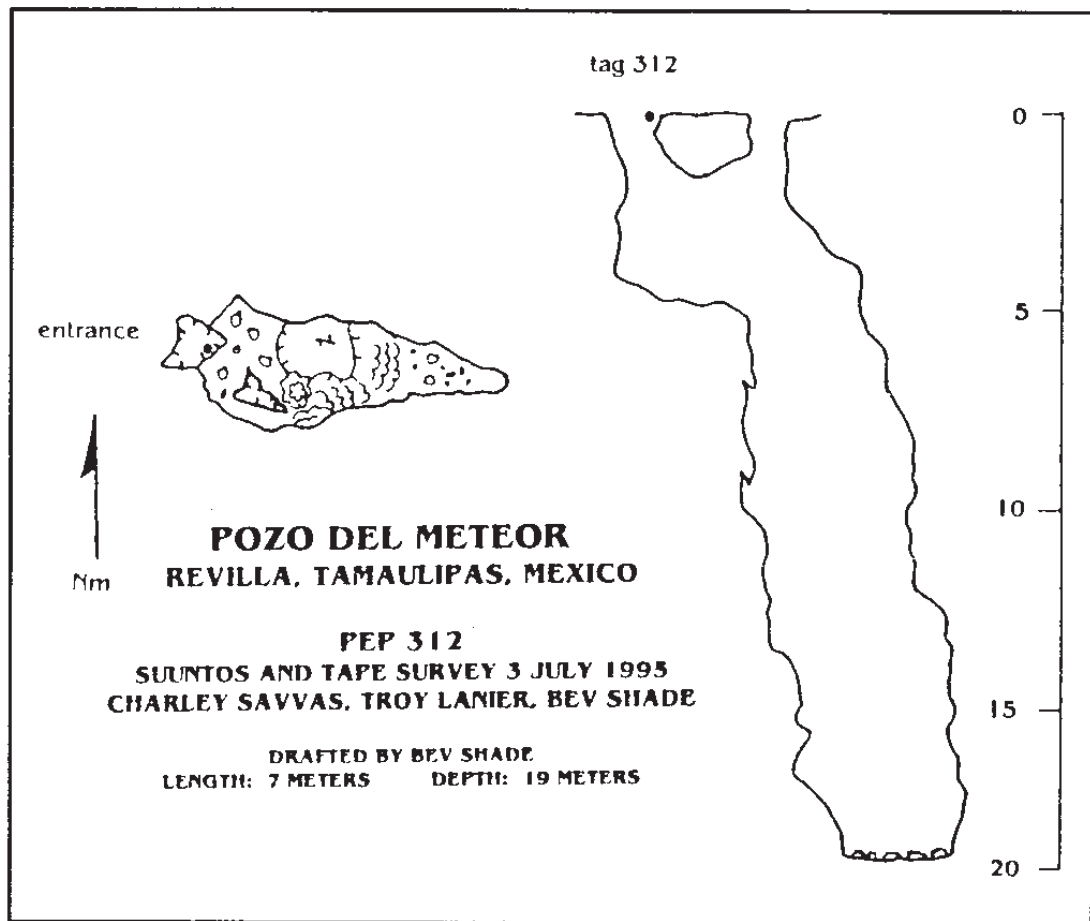 tag 312
0
5
10
15
20
entrance
Nm
POZO DEL METEOR
REVILLA, TAMAULIPAS, MEXICO
PEP 312
SUUNTOS AND TAPE SURVEY 3 JULY 1995
CHARLEY SAVVAS, TROY LANIER, BEV SHADE
DRAFTED BY BEV SHADE
LENGTH: 7 METERS DEPTH: 19 METERS